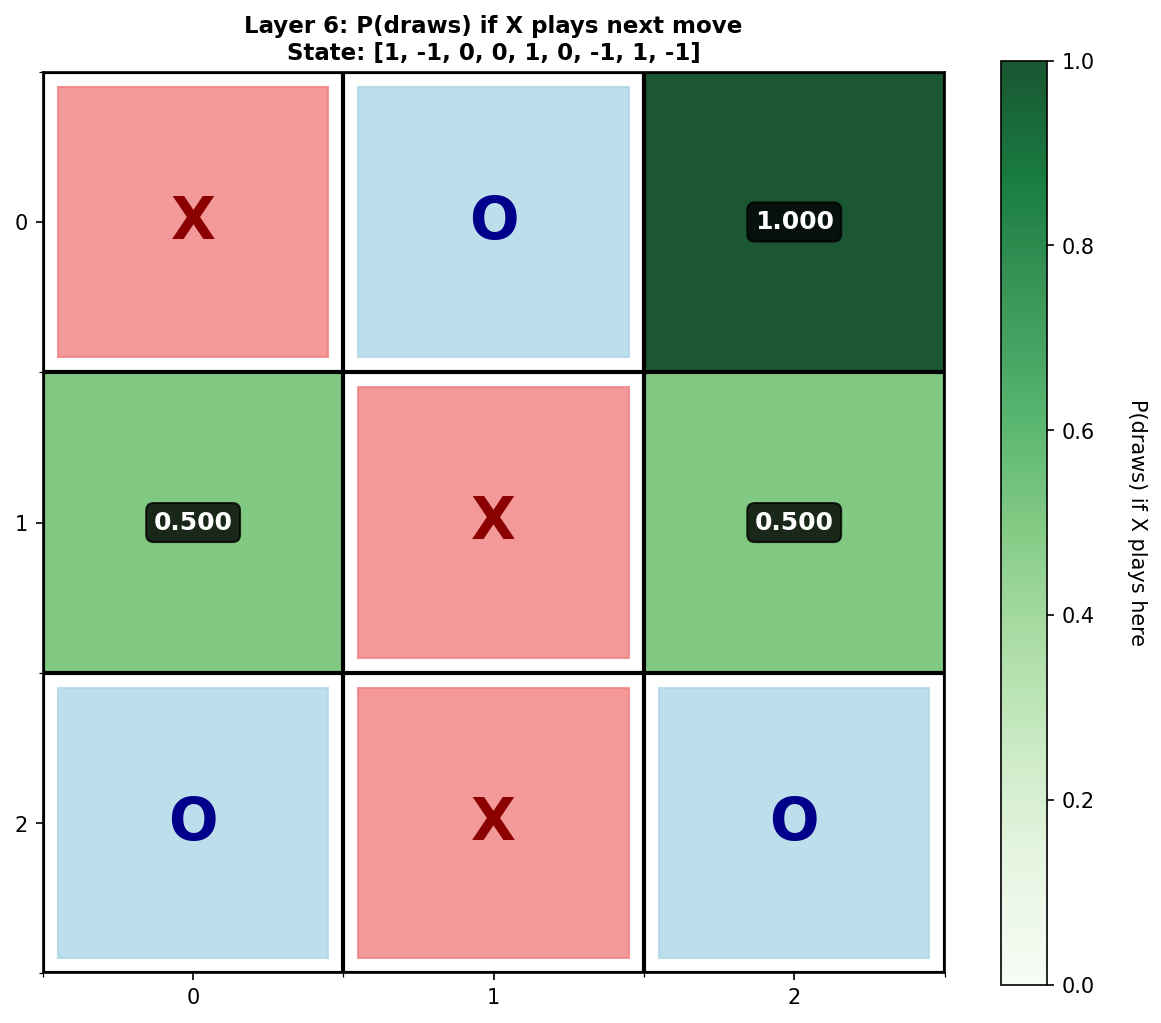 Layer 6: P(draws) if X plays next move
State: [1, -1, 0, 0, 1, 0, -1, 1, -1]
X
O
1.000
0.500
X
0.500
O
X
O
0
1
2
0
1
2
1.0
0.8
0.6
0.4
0.2
0.0
P(draws) if X plays here